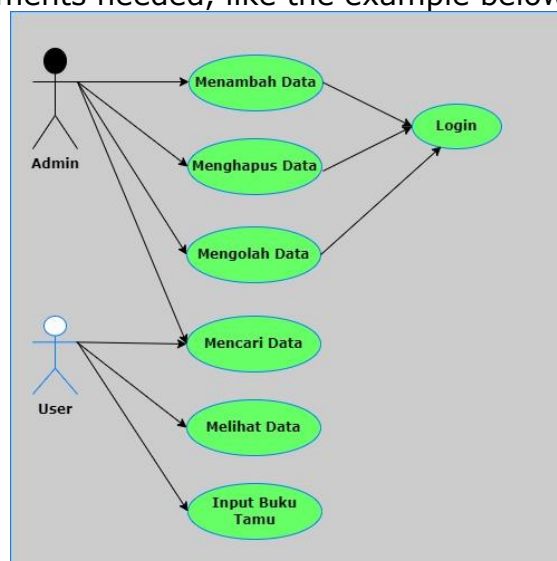 ments needed, like the example below
Menambah Data
Login
Admin
Menghapus Data
Mengolah Data
Mencari Data
User
Melihat Data
Input Buku
Tamu